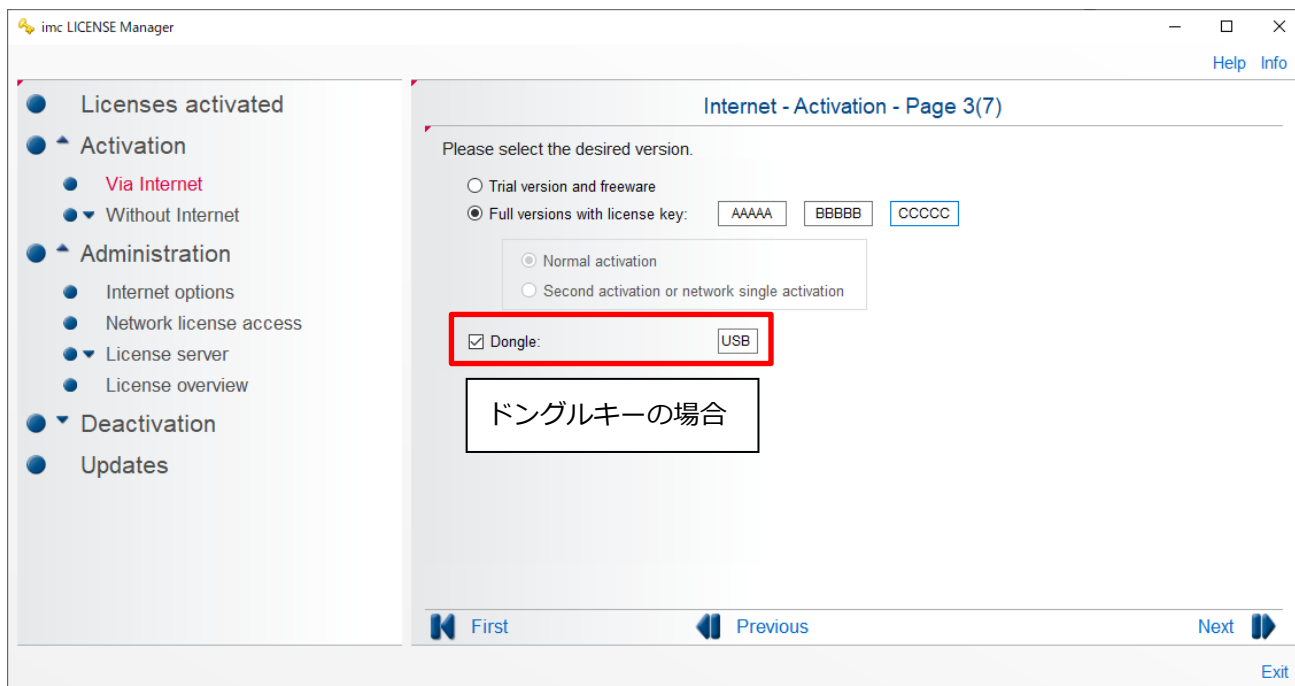 imc LICENSE Manager
Help Info
Licenses activated
Activation
Via Internet
Without Internet
Administration
Internet options
Network license access
License server
License overview
Deactivation
Updates
Internet - Activation - Page 3(7)
Please select the desired version.
Trial version and freeware
Full versions with license key: AAAAA BBBBB CCCCC
Normal activation
Second activation or network single activation
Dongle: USB
ドングルキーの場合
First Previous Next
Exit